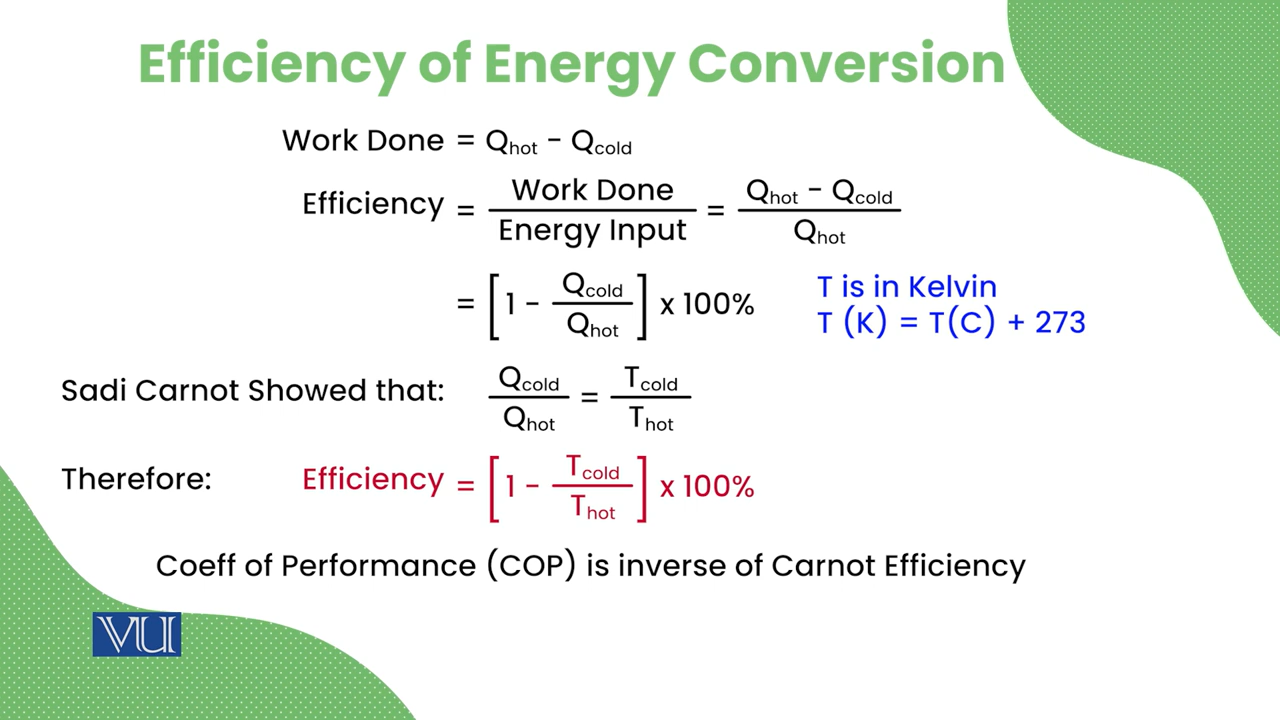 Efficiency of Energy Conversion
Work Done = Qhot - Qcold
Efficiency = Work Done / Energy Input = Qhot - Qcold / Qhot
= [1 - Qcold / Qhot] x 100%
T is in Kelvin
T (K) = T(C) + 273
Sadi Carnot Showed that: Qcold / Qhot = Tcold / Thot
Therefore: Efficiency = [1 - Tcold / Thot] x 100%
Coeff of Performance (COP) is inverse of Carnot Efficiency
VU